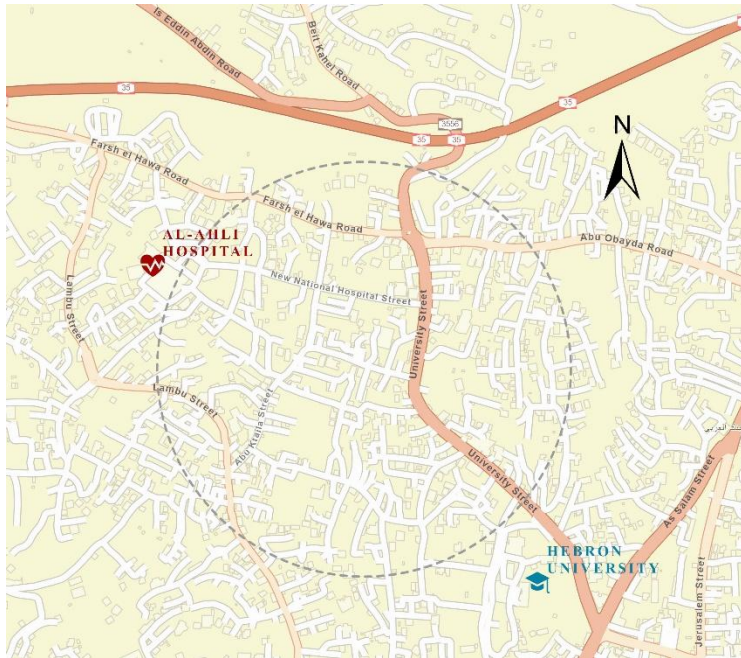 Is Eddin Abdin Road
Beit Kahel Road
35
3556
35
35
35
N
Farsh el Hawa Road
Farsh el Hawa Road
Abu Obayda Road
AL-AHLI
HOSPITAL
New National Hospital Street
Lambu Street
University Street
Lambu Street
Abu Ktaila Street
University Street
As Salam Street
HEBRON
UNIVERSITY
Jerusalem Street